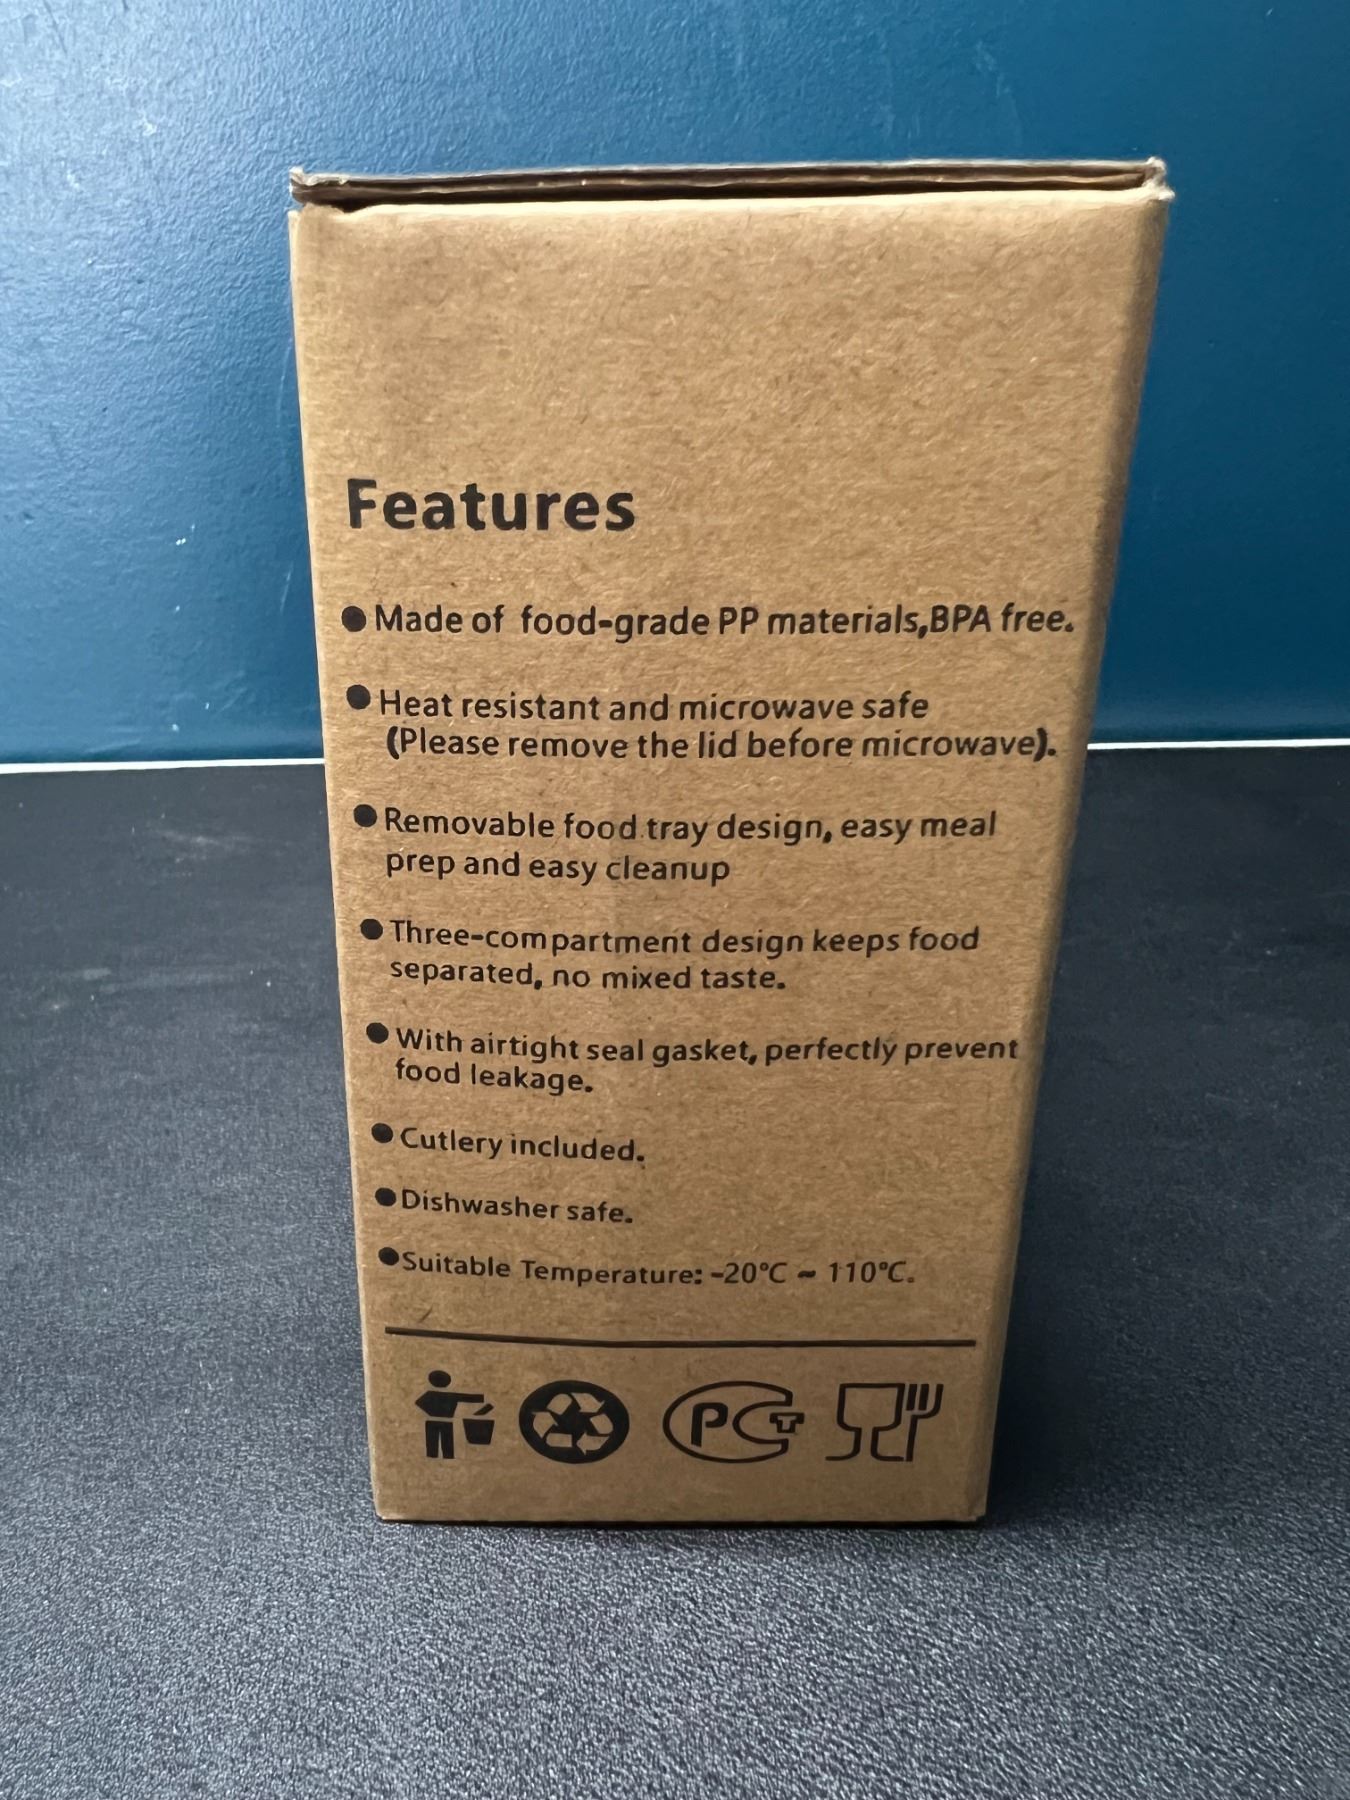 Features
● Made of food-grade PP materials,BPA free.
● Heat resistant and microwave safe
(Please remove the lid before microwave).
● Removable food tray design, easy meal
prep and easy cleanup
● Three-compartment design keeps food
separated, no mixed taste.
● With airtight seal gasket, perfectly prevent
food leakage.
● Cutlery included.
● Dishwasher safe.
● Suitable Temperature: -20°C ~ 110°C.
PCT